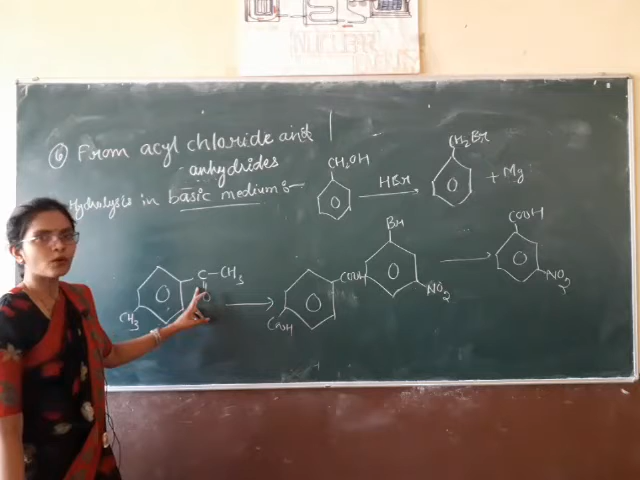 NUCLEAR
⑥ From acyl chloride and
anhydrides
Hydrolysis in basic medium :-
CH2OH
HBr
CH2Br
+ Mg
C-CH3
O
CH3
COOH
COOH
Br
NO2
COOH
NO2